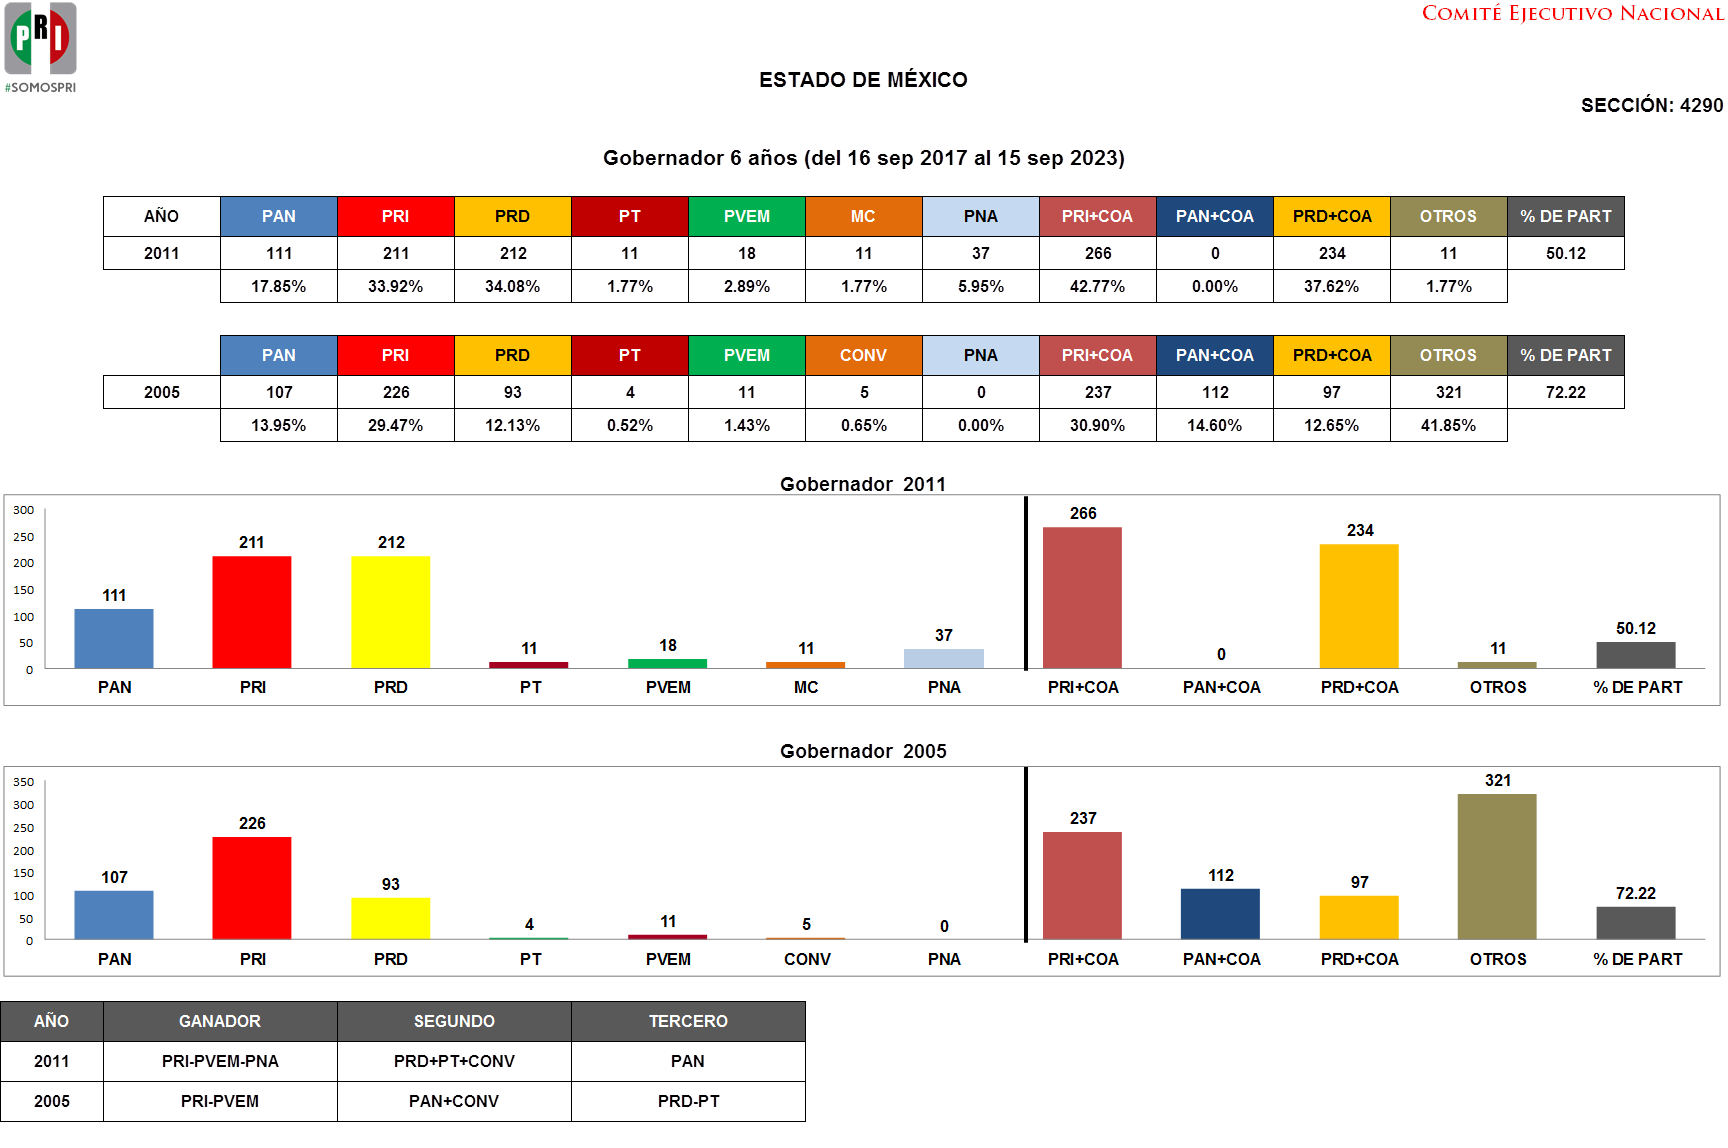 PRI
#SOMOSPRI
COMITÉ EJECUTIVO NACIONAL
ESTADO DE MÉXICO
SECCIÓN: 4290
Gobernador 6 años (del 16 sep 2017 al 15 sep 2023)
AÑO PAN PRI PRD PT PVEM MC PNA PRI+COA PAN+COA PRD+COA OTROS % DE PART
2011 111 211 212 11 18 11 37 266 0 234 11 50.12
17.85% 33.92% 34.08% 1.77% 2.89% 1.77% 5.95% 42.77% 0.00% 37.62% 1.77%
PAN PRI PRD PT PVEM CONV PNA PRI+COA PAN+COA PRD+COA OTROS % DE PART
2005 107 226 93 4 11 5 0 237 112 97 321 72.22
13.95% 29.47% 12.13% 0.52% 1.43% 0.65% 0.00% 30.90% 14.60% 12.65% 41.85%
Gobernador 2011
300
250
200
150
100
50
0
111 211 212 11 18 11 37 266 0 234 11 50.12
PAN PRI PRD PT PVEM MC PNA PRI+COA PAN+COA PRD+COA OTROS % DE PART
Gobernador 2005
350
300
250
200
150
100
50
0
107 226 93 4 11 5 0 237 112 97 321 72.22
PAN PRI PRD PT PVEM CONV PNA PRI+COA PAN+COA PRD+COA OTROS % DE PART
AÑO GANADOR SEGUNDO TERCERO
2011 PRI-PVEM-PNA PRD+PT+CONV PAN
2005 PRI-PVEM PAN+CONV PRD-PT